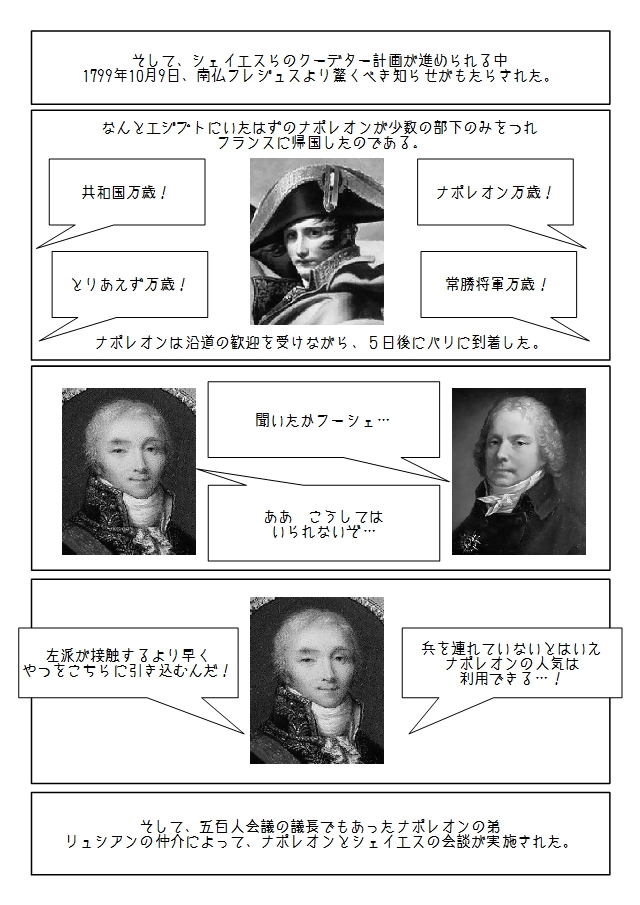 そして、シェイエスらのクーデター計画が進められる中
1799年10月9日、南仏フレジュスより驚くべき知らせがもたらされた。
なんとエジプトにいたはずのナポレオンが少数の部下のみをつれ
フランスに帰国したのである。
共和国万歳！
ナポレオン万歳！
とりあえず万歳！
常勝将軍万歳！
ナポレオンは沿道の歓迎を受けながら、５日後にパリに到着した。
聞いたかフーシェ…
ああ　こうしては
いられないぞ…
左派が接触するより早く
やつをこちらに引き込むんだ！
兵を連れていないとはいえ
ナポレオンの人気は
利用できる…！
そして、五百人会議の議長でもあったナポレオンの弟
リュシアンの仲介によって、ナポレオンとシェイエスの会談が実施された。